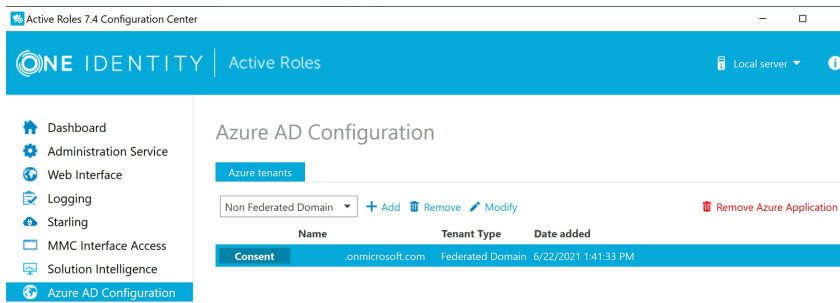 Active Roles 7.4 Configuration Center
ONE IDENTITY Active Roles Local server
Dashboard
Administration Service
Web Interface
Logging
Starling
MMC Interface Access
Solution Intelligence
Azure AD Configuration
Azure AD Configuration
Azure tenants
Non Federated Domain Add Remove Modify Remove Azure Application
Name Tenant Type Date added
Consent .onmicrosoft.com Federated Domain 6/22/2021 1:41:33 PM